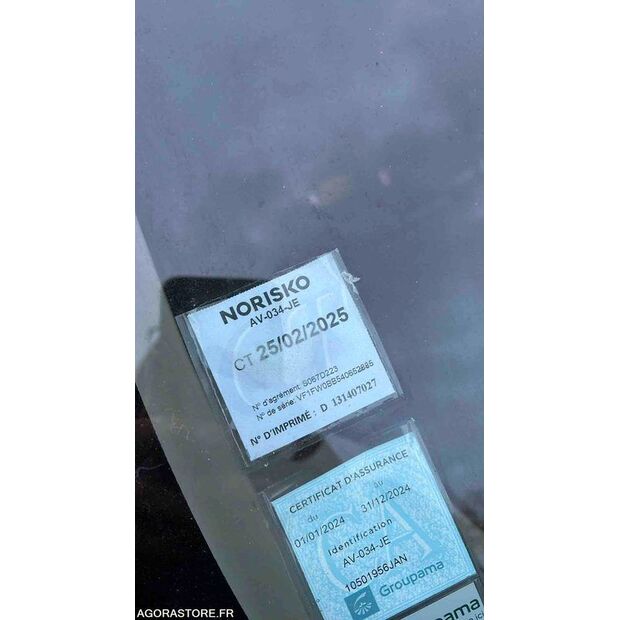 NORISKO
AV-034-JE
CT 25/02/2025
N° d'agrément: S067D223
N° de série: VF1FW0BB540652885
N° D'IMPRIMÉ : D 131407027
CERTIFICAT D'ASSURANCE
du au
01/01/2024 31/12/2024
Identification
AV-034-JE
10501956JAN
Groupama
AGORASTORE.FR